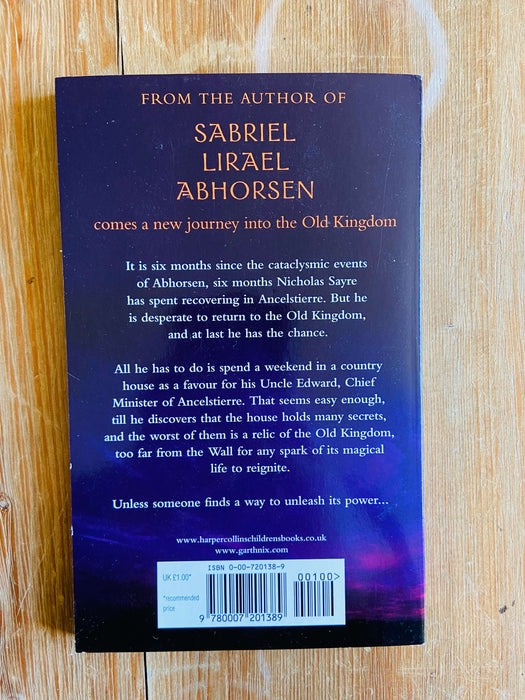 FROM THE AUTHOR OF
SABRIEL
LIRAEL
ABHORSEN
comes a new journey into the Old Kingdom
It is six months since the cataclysmic events
of Abhorsen, six months Nicholas Sayre
has spent recovering in Ancelstierre. But he
is desperate to return to the Old Kingdom,
and at last he has the chance.
All he has to do is spend a weekend in a country
house as a favour for his Uncle Edward, Chief
Minister of Ancelstierre. That seems easy enough,
till he discovers that the house holds many secrets,
and the worst of them is a relic of the Old Kingdom,
too far from the Wall for any spark of its magical
life to reignite.
Unless someone finds a way to unleash its power...
www.harpercollinschildrensbooks.co.uk
www.garthnix.com
ISBN 0-00-720138-9
UK £1.00*
00100>
*recommended
price
9 780007 201389